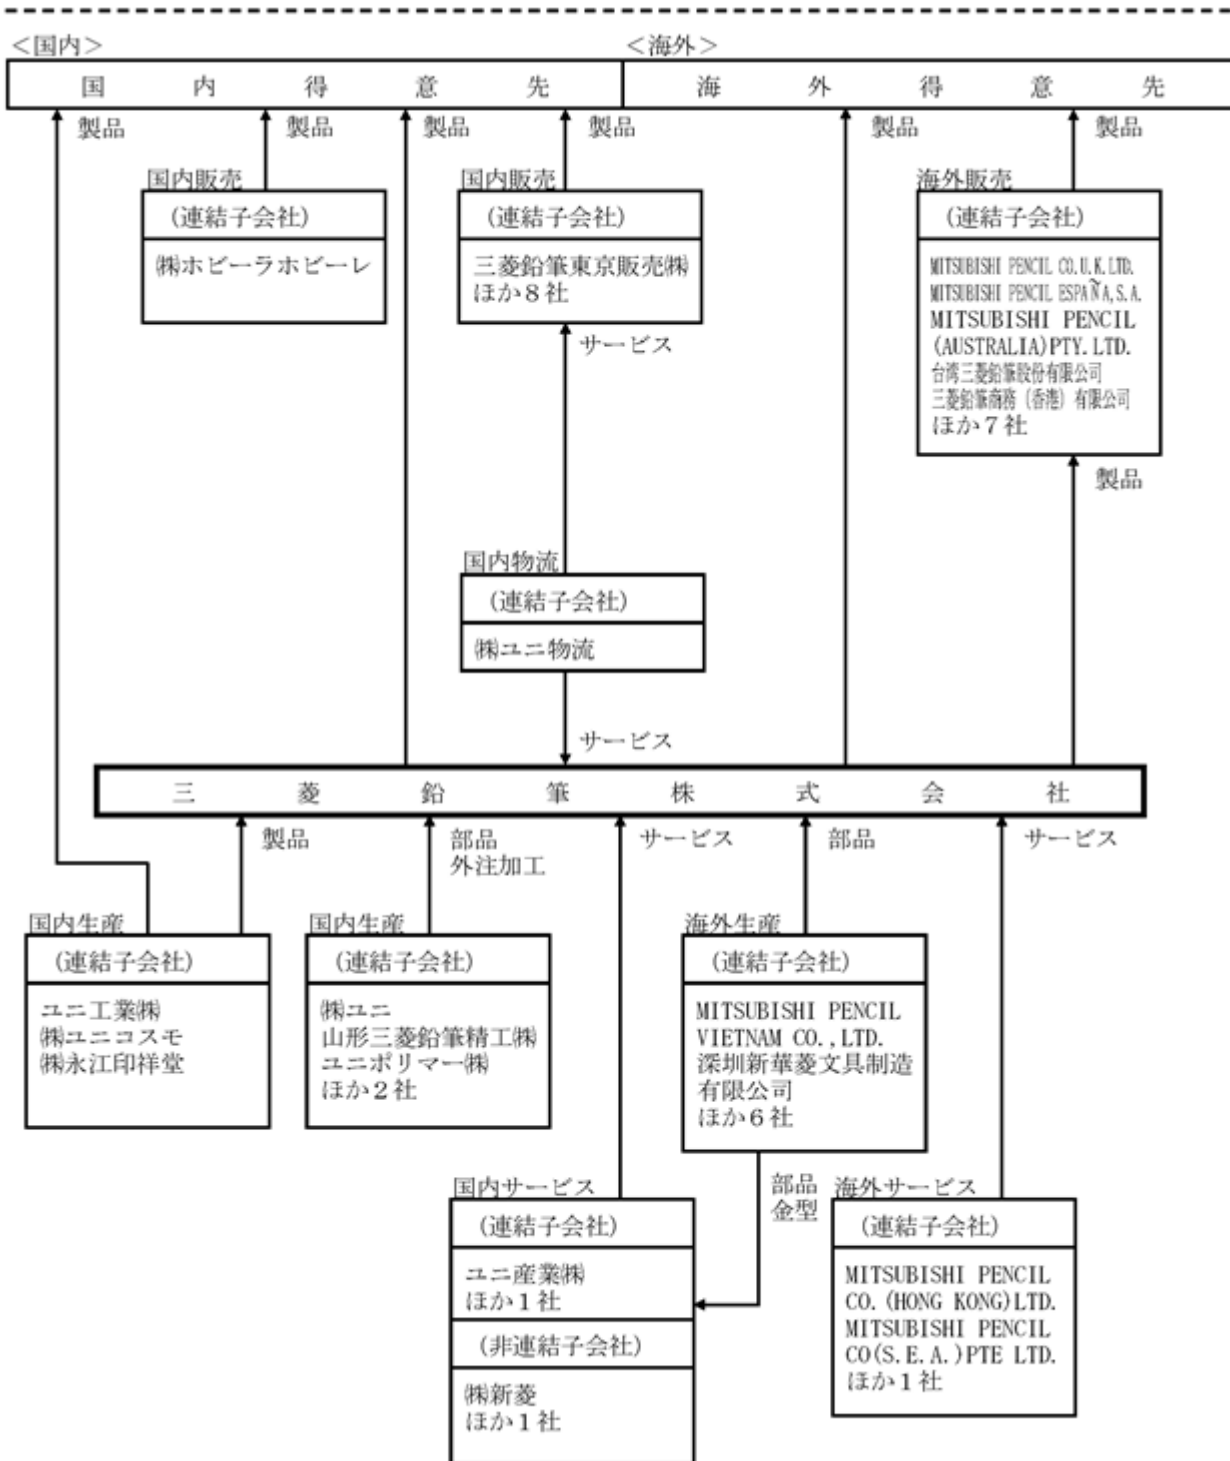 ＜国内＞
＜海外＞
国内得意先
海外得意先
製品
製品
製品
製品
製品
製品
国内販売
(連結子会社)
㈱ホビーラホビーレ
国内販売
(連結子会社)
三菱鉛筆東京販売㈱
ほか８社
海外販売
(連結子会社)
MITSUBISHI PENCIL CO.U.K.LTD.
MITSUBISHI PENCIL ESPAÑA,S.A.
MITSUBISHI PENCIL
(AUSTRALIA)PTY.LTD.
台湾三菱鉛筆股份有限公司
三菱鉛筆商務（香港）有限公司
ほか７社
サービス
製品
国内物流
(連結子会社)
㈱ユニ物流
サービス
三菱鉛筆株式会社
製品
部品
外注加工
サービス
部品
サービス
国内生産
(連結子会社)
ユニ工業㈱
㈱ユニコスモ
㈱永江印祥堂
国内生産
(連結子会社)
㈱ユニ
山形三菱鉛筆精工㈱
ユニポリマー㈱
ほか２社
海外生産
(連結子会社)
MITSUBISHI PENCIL
VIETNAM CO.,LTD.
深圳新華菱文具制造
有限公司
ほか６社
部品
金型
国内サービス
(連結子会社)
ユニ産業㈱
ほか１社
(非連結子会社)
㈱新菱
ほか１社
海外サービス
(連結子会社)
MITSUBISHI PENCIL
CO.(HONG KONG)LTD.
MITSUBISHI PENCIL
CO(S.E.A.)PTE LTD.
ほか１社